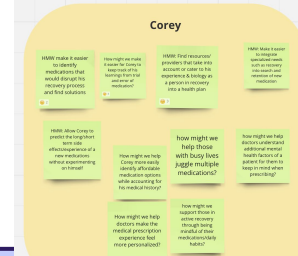 Corey
HMW make it easier
to identify
medications that
would disrupt his
recovery process
and find solutions
How might we make
it easier for Corey to
keep track of his
learnings from trial
and error of
medication?
HMW: Find resources/
providers that take into
account or cater to his
experience & biology as
a person in recovery
into a health plan
HMW: Make it easier
to integrate
specialized needs
such as recovery
into search and
retention of new
medication
HMW: Allow Corey to
predict the long/short
term side
effects/experience of a
new medications
without experimenting
on himself
How might we help
Corey more easily
identify affordable
medication options
while accounting for
his medical history?
how might we
help those
with busy lives
juggle multiple
medications?
how might we help
doctors understand
additional mental
health factors of a
patient for them to
keep in mind when
prescribing?
How might we help
doctors make the
medical prescription
experience feel
more personalized?
how might we
support those in
active recovery
through being
mindful of their
medications/daily
habits?